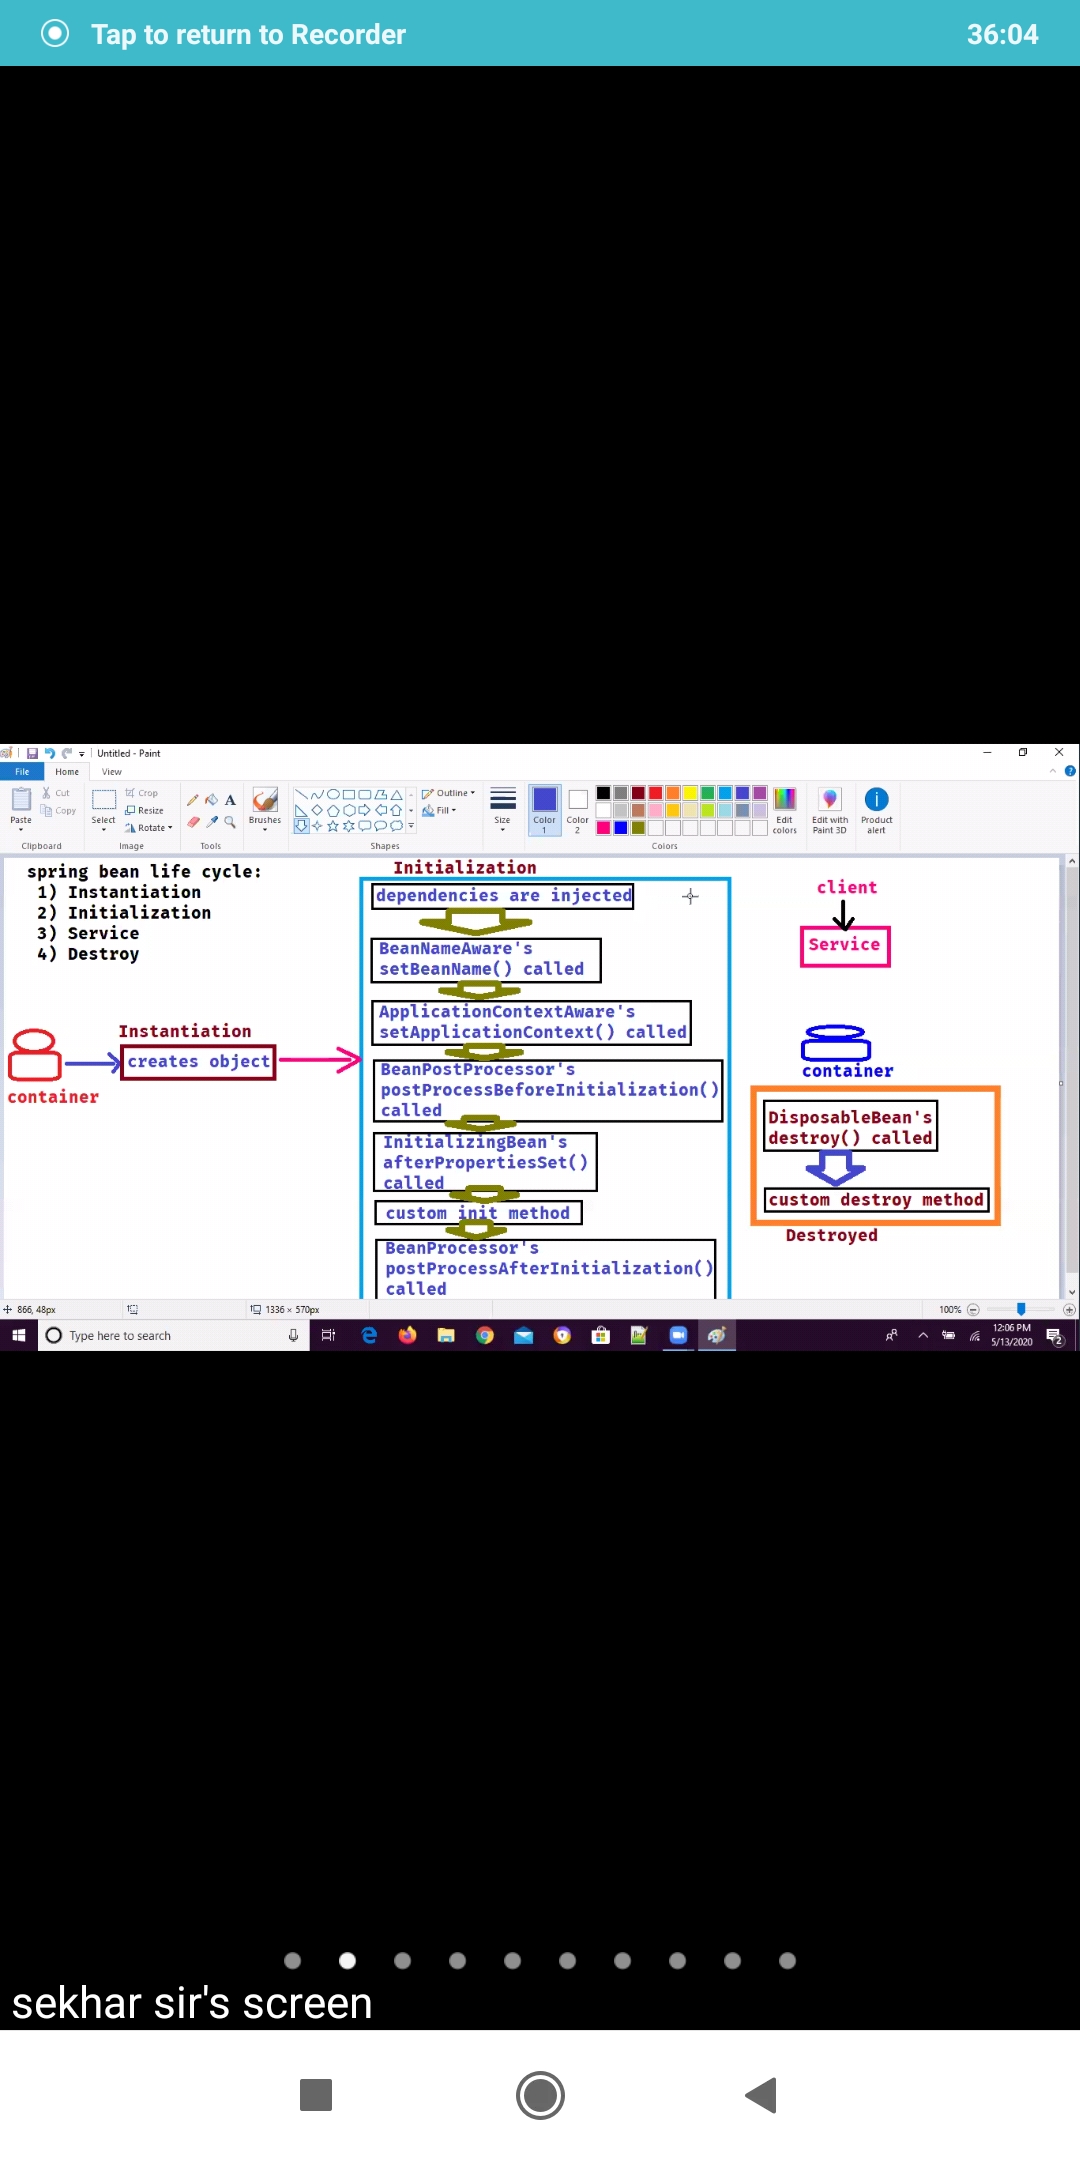 Tap to return to Recorder 36:04
Untitled - Paint
File Home View
Cut
Copy
Paste
Clipboard
Crop
Resize
Rotate
Select
Image
A
Tools
Brushes
Outline
Fill
Shapes
Size
Color 1
Color 2
Colors
Edit colors
Edit with Paint 3D
Product alert
spring bean life cycle:
1) Instantiation
2) Initialization
3) Service
4) Destroy
container
Instantiation
creates object
Initialization
dependencies are injected
BeanNameAware's
setBeanName() called
ApplicationContextAware's
setApplicationContext() called
BeanPostProcessor's
postProcessBeforeInitialization()
called
InitializingBean's
afterPropertiesSet()
called
custom init method
BeanProcessor's
postProcessAfterInitialization()
called
client
Service
container
DisposableBean's
destroy() called
custom destroy method
Destroyed
866, 48px
1336 × 570px
100%
Type here to search
12:06 PM
5/13/2020
2
sekhar sir's screen